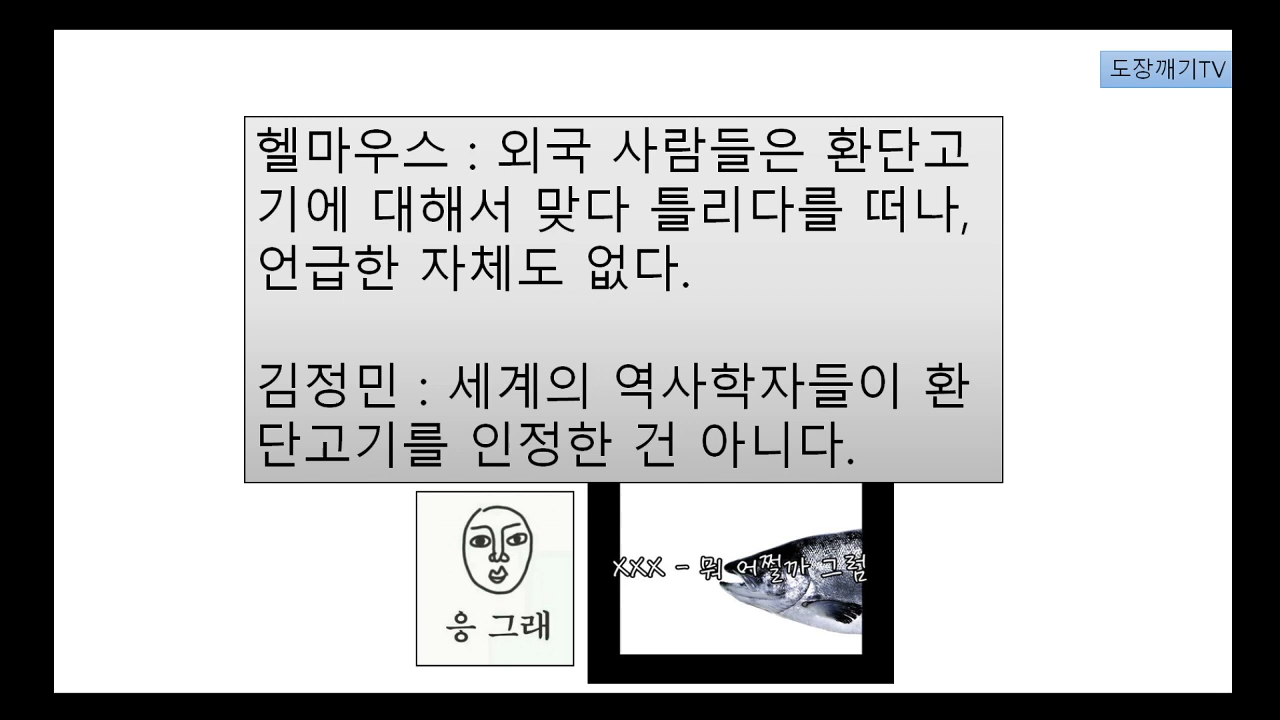 도장깨기TV
헬마우스 : 외국 사람들은 환단고
기에 대해서 맞다 틀리다를 떠나,
언급한 자체도 없다.
김정민 : 세계의 역사학자들이 환
단고기를 인정한 건 아니다.
응 그래
XXX - 뭐 어쩔까 그럼